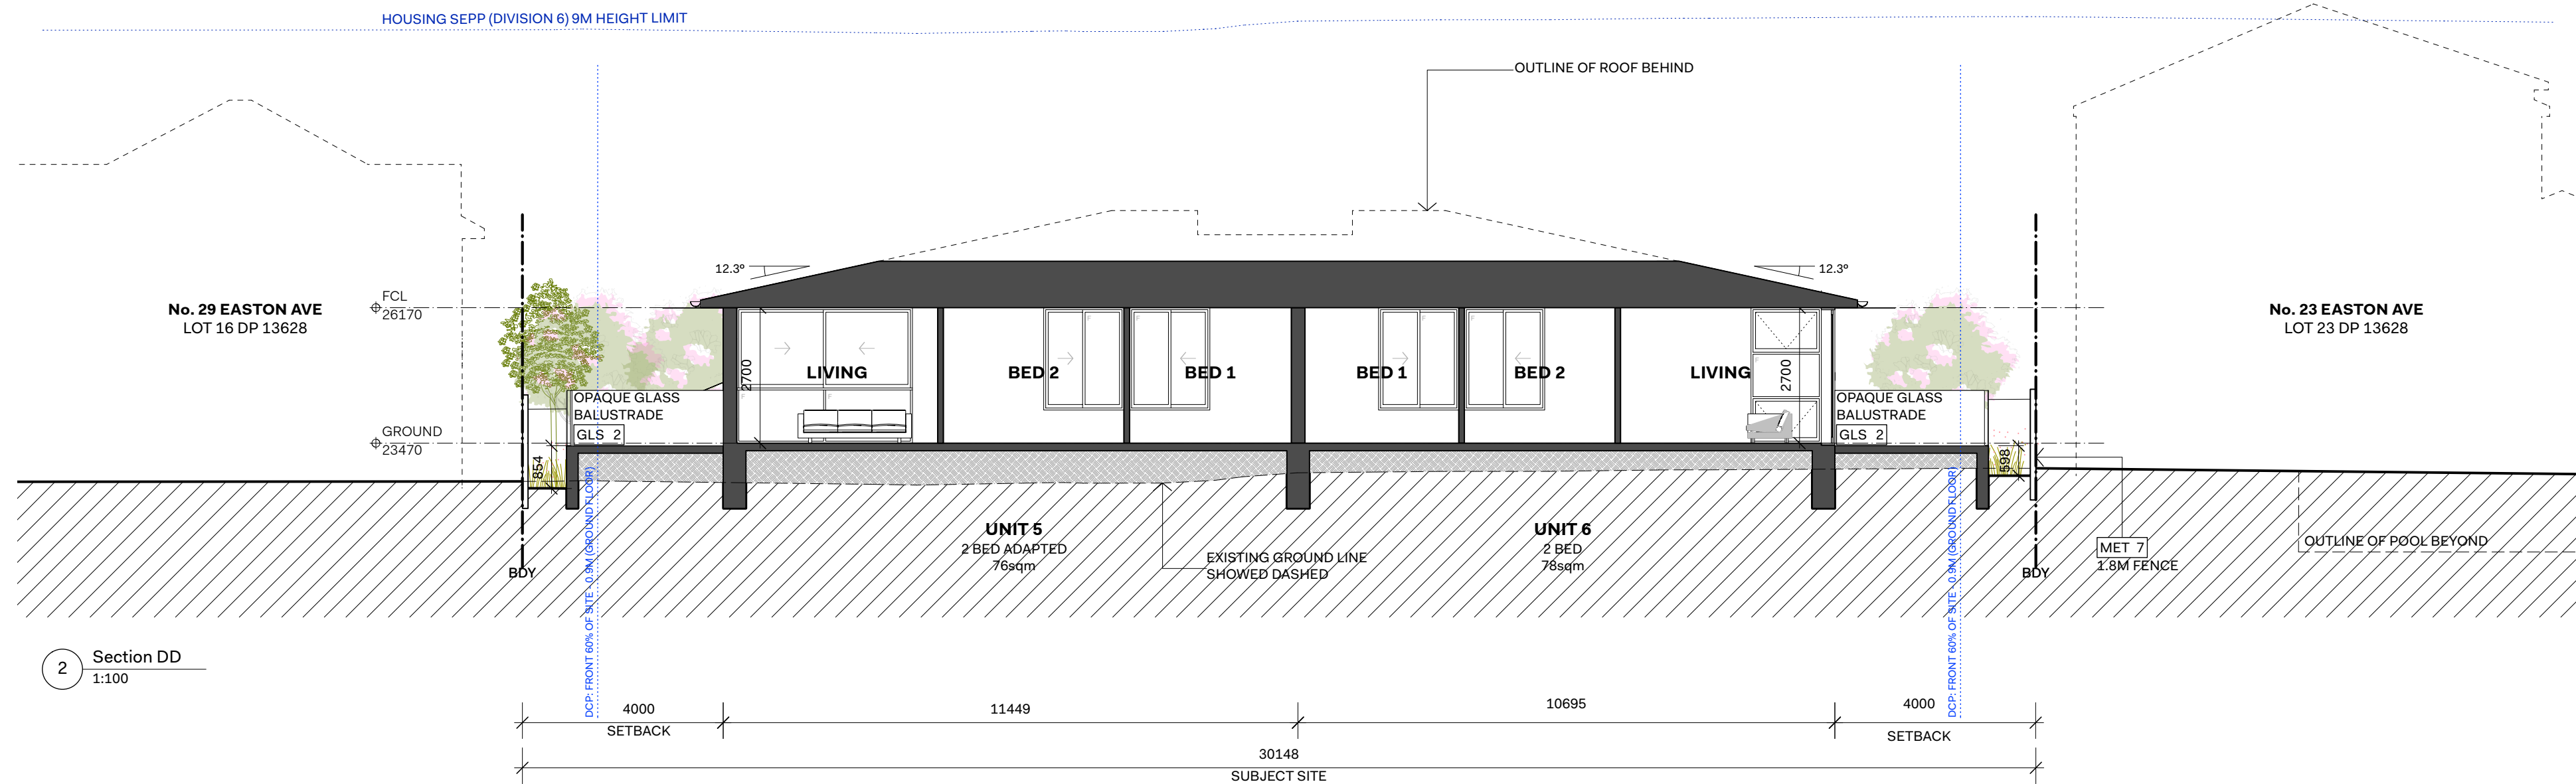 HOUSING SEPP (DIVISION 6) 9M HEIGHT LIMIT
OUTLINE OF ROOF BEHIND
12.3°
12.3°
FCL
26170
No. 29 EASTON AVE
LOT 16 DP 13628
No. 23 EASTON AVE
LOT 23 DP 13628
2700
LIVING
BED 2
BED 1
BED 1
BED 2
LIVING
2700
F
F
F
F
F
F
F
F
OPAQUE GLASS
BALUSTRADE
GLS 2
OPAQUE GLASS
BALUSTRADE
GLS 2
GROUND
23470
854
598
UNIT 5
2 BED ADAPTED
76sqm
UNIT 6
2 BED
78sqm
EXISTING GROUND LINE
SHOWED DASHED
OUTLINE OF POOL BEYOND
MET 7
1.8M FENCE
BDY
BDY
DCP: FRONT 60% OF SITE - 0.9M (GROUND FLOOR)
DCP: FRONT 60% OF SITE - 0.9M (GROUND FLOOR)
2
Section DD
1:100
4000
SETBACK
11449
10695
4000
SETBACK
30148
SUBJECT SITE